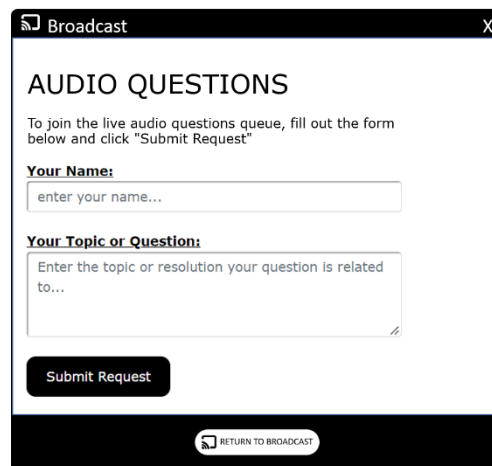 Broadcast
X
AUDIO QUESTIONS
To join the live audio questions queue, fill out the form
below and click "Submit Request"
Your Name:
enter your name...
Your Topic or Question:
Enter the topic or resolution your question is related
to...
Submit Request
RETURN TO BROADCAST